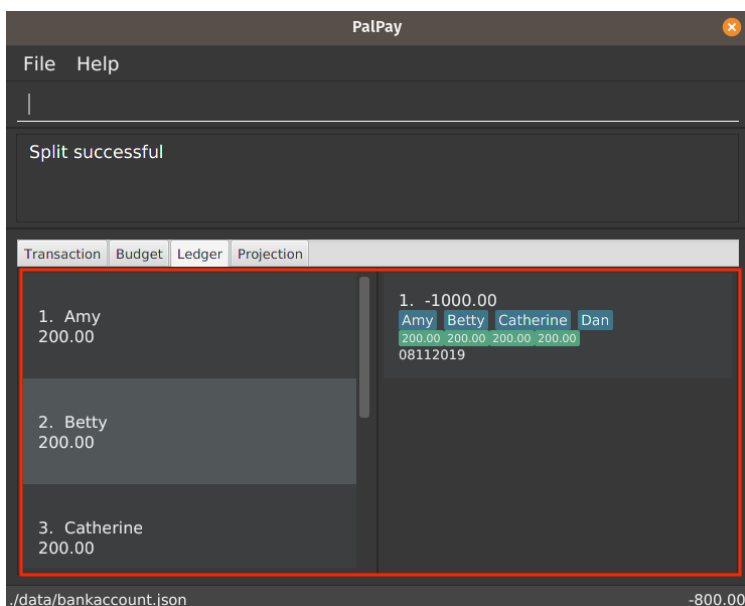 PalPay
File Help
Split successful
Transaction Budget Ledger Projection
1. Amy
200.00
2. Betty
200.00
3. Catherine
200.00
1. -1000.00
Amy Betty Catherine Dan
200.00 200.00 200.00 200.00
08112019
./data/bankaccount.json -800.00